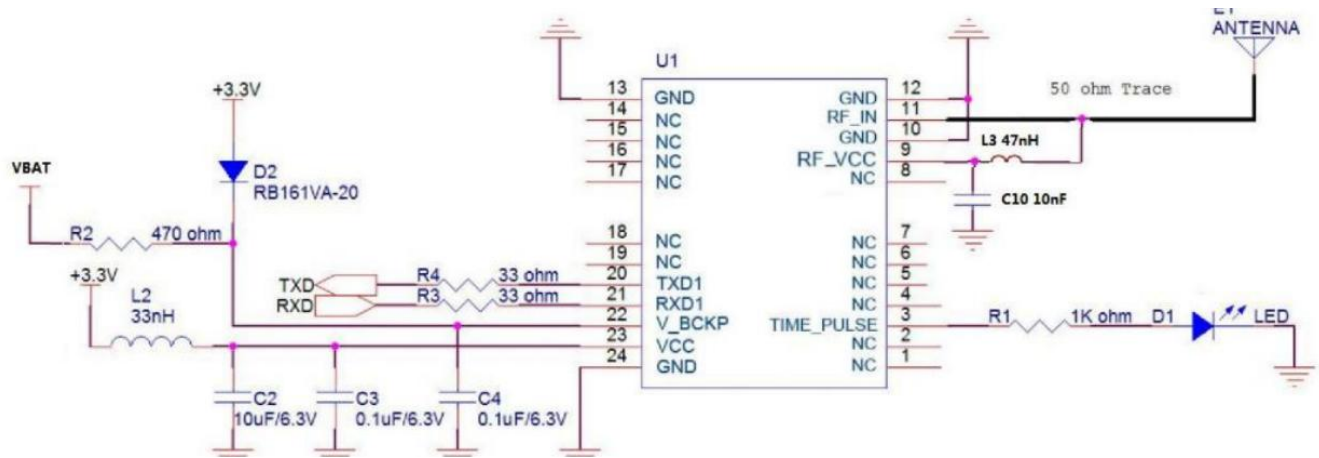 E1
ANTENNA
U1
+3.3V
13
GND
GND
12
14
NC
RF_IN
11
50 ohm Trace
15
NC
GND
10
L3 47nH
16
NC
RF_VCC
9
VBAT
D2
17
NC
NC
8
RB161VA-20
C10 10nF
R2
470 ohm
18
NC
NC
7
19
NC
NC
6
+3.3V
TXD
R4
33 ohm
20
TXD1
NC
5
L2
RXD
R3
33 ohm
21
RXD1
NC
4
33nH
22
V_BCKP
TIME_PULSE
3
R1
1K ohm
D1
LED
23
VCC
NC
2
24
GND
NC
1
C2
C3
C4
10uF/6.3V
0.1uF/6.3V
0.1uF/6.3V